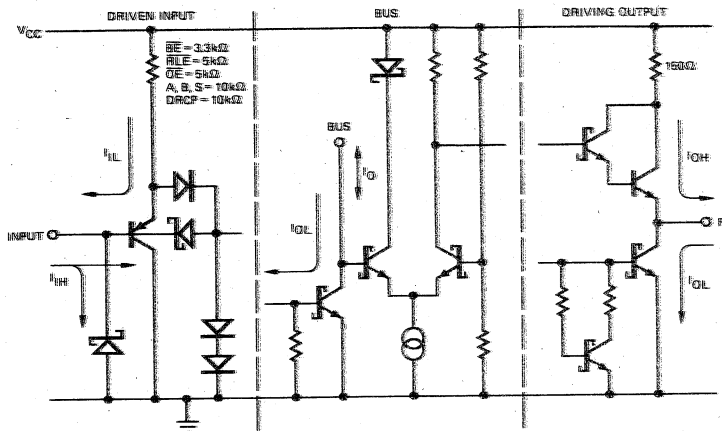 DRIVEN INPUT
BUS
DRIVING OUTPUT
VCC
BE = 3.3kΩ
RLE = 5kΩ
OE = 5kΩ
A, B, S = 10kΩ
DRCP = 10kΩ
150Ω
BUS
IIL
IO
IOH
INPUT
R
IOL
IIH
IOL